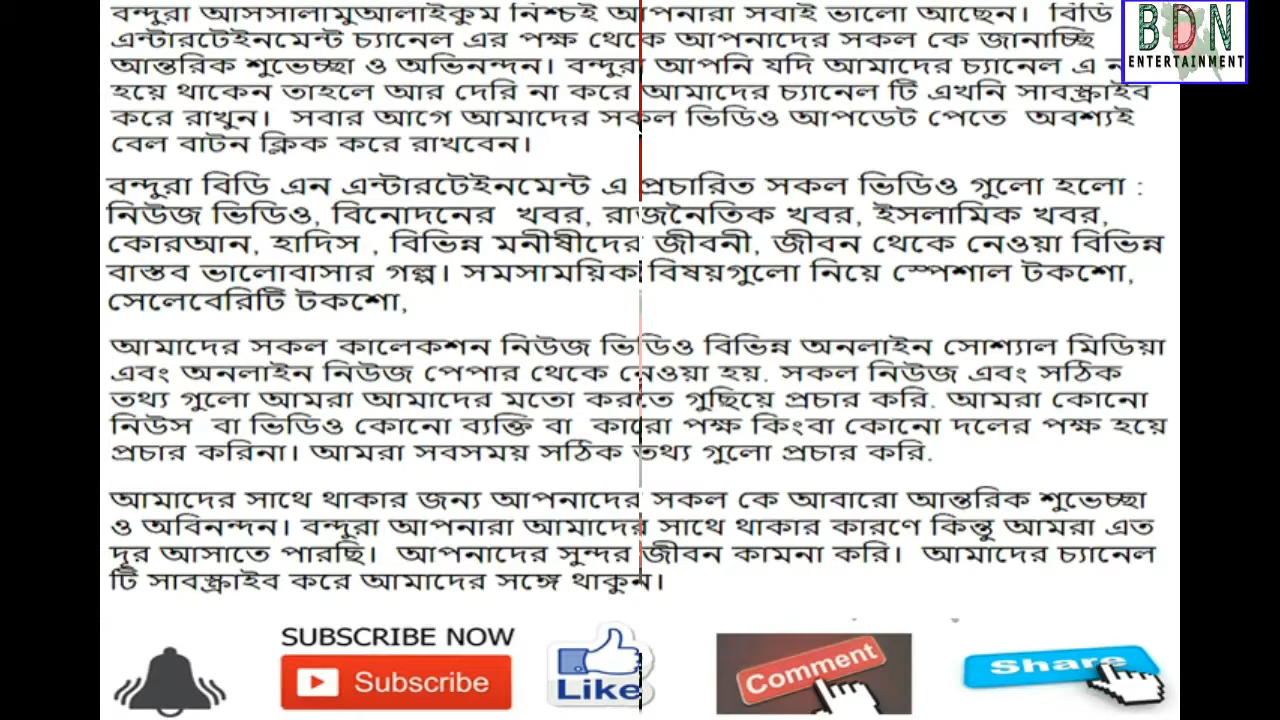 বন্দুরা আসসালামুআলাইকুম নিশ্চই আপনারা সবাই ভালো আছেন। বিডি
এন্টারটেইনমেন্ট চ্যানেল এর পক্ষ থেকে আপনাদের সকল কে জানাচ্ছি
আন্তরিক শুভেচ্ছা ও অভিনন্দন। বন্দুরা আপনি যদি আমাদের চ্যানেল এ
হয়ে থাকেন তাহলে আর দেরি না করে আমাদের চ্যানেল টি এখনি সাবস্ক্রাইব
করে রাখুন। সবার আগে আমাদের সকল ভিডিও আপডেট পেতে অবশ্যই
বেল বাটন ক্লিক করে রাখবেন।
বন্দুরা বিডি এন এন্টারটেইনমেন্ট এ প্রচারিত সকল ভিডিও গুলো হলো :
নিউজ ভিডিও, বিনোদনের খবর, রাজনৈতিক খবর, ইসলামিক খবর,
কোরআন, হাদিস , বিভিন্ন মনীষীদের জীবনী, জীবন থেকে নেওয়া বিভিন্ন
বাস্তব ভালোবাসার গল্প। সমসাময়িক বিষয়গুলো নিয়ে স্পেশাল টকশো,
সেলেবেরিটি টকশো,
আমাদের সকল কালেকশন নিউজ ভিডিও বিভিন্ন অনলাইন সোশ্যাল মিডিয়া
এবং অনলাইন নিউজ পেপার থেকে নেওয়া হয়. সকল নিউজ এবং সঠিক
তথ্য গুলো আমরা আমাদের মতো করতে গুছিয়ে প্রচার করি. আমরা কোনো
নিউস বা ভিডিও কোনো ব্যক্তি বা কারো পক্ষ কিংবা কোনো দলের পক্ষ হয়ে
প্রচার করিনা। আমরা সবসময় সঠিক তথ্য গুলো প্রচার করি.
আমাদের সাথে থাকার জন্য আপনাদের সকল কে আবারো আন্তরিক শুভেচ্ছা
ও অবিনন্দন। বন্দুরা আপনারা আমাদের সাথে থাকার কারণে কিন্তু আমরা এত
দূর আসাতে পারছি। আপনাদের সুন্দর জীবন কামনা করি। আমাদের চ্যানেল
টি সাবস্ক্রাইব করে আমাদের সঙ্গে থাকুন।
BDN
ENTERTAINMENT
SUBSCRIBE NOW
Subscribe
Like
Comment
Share